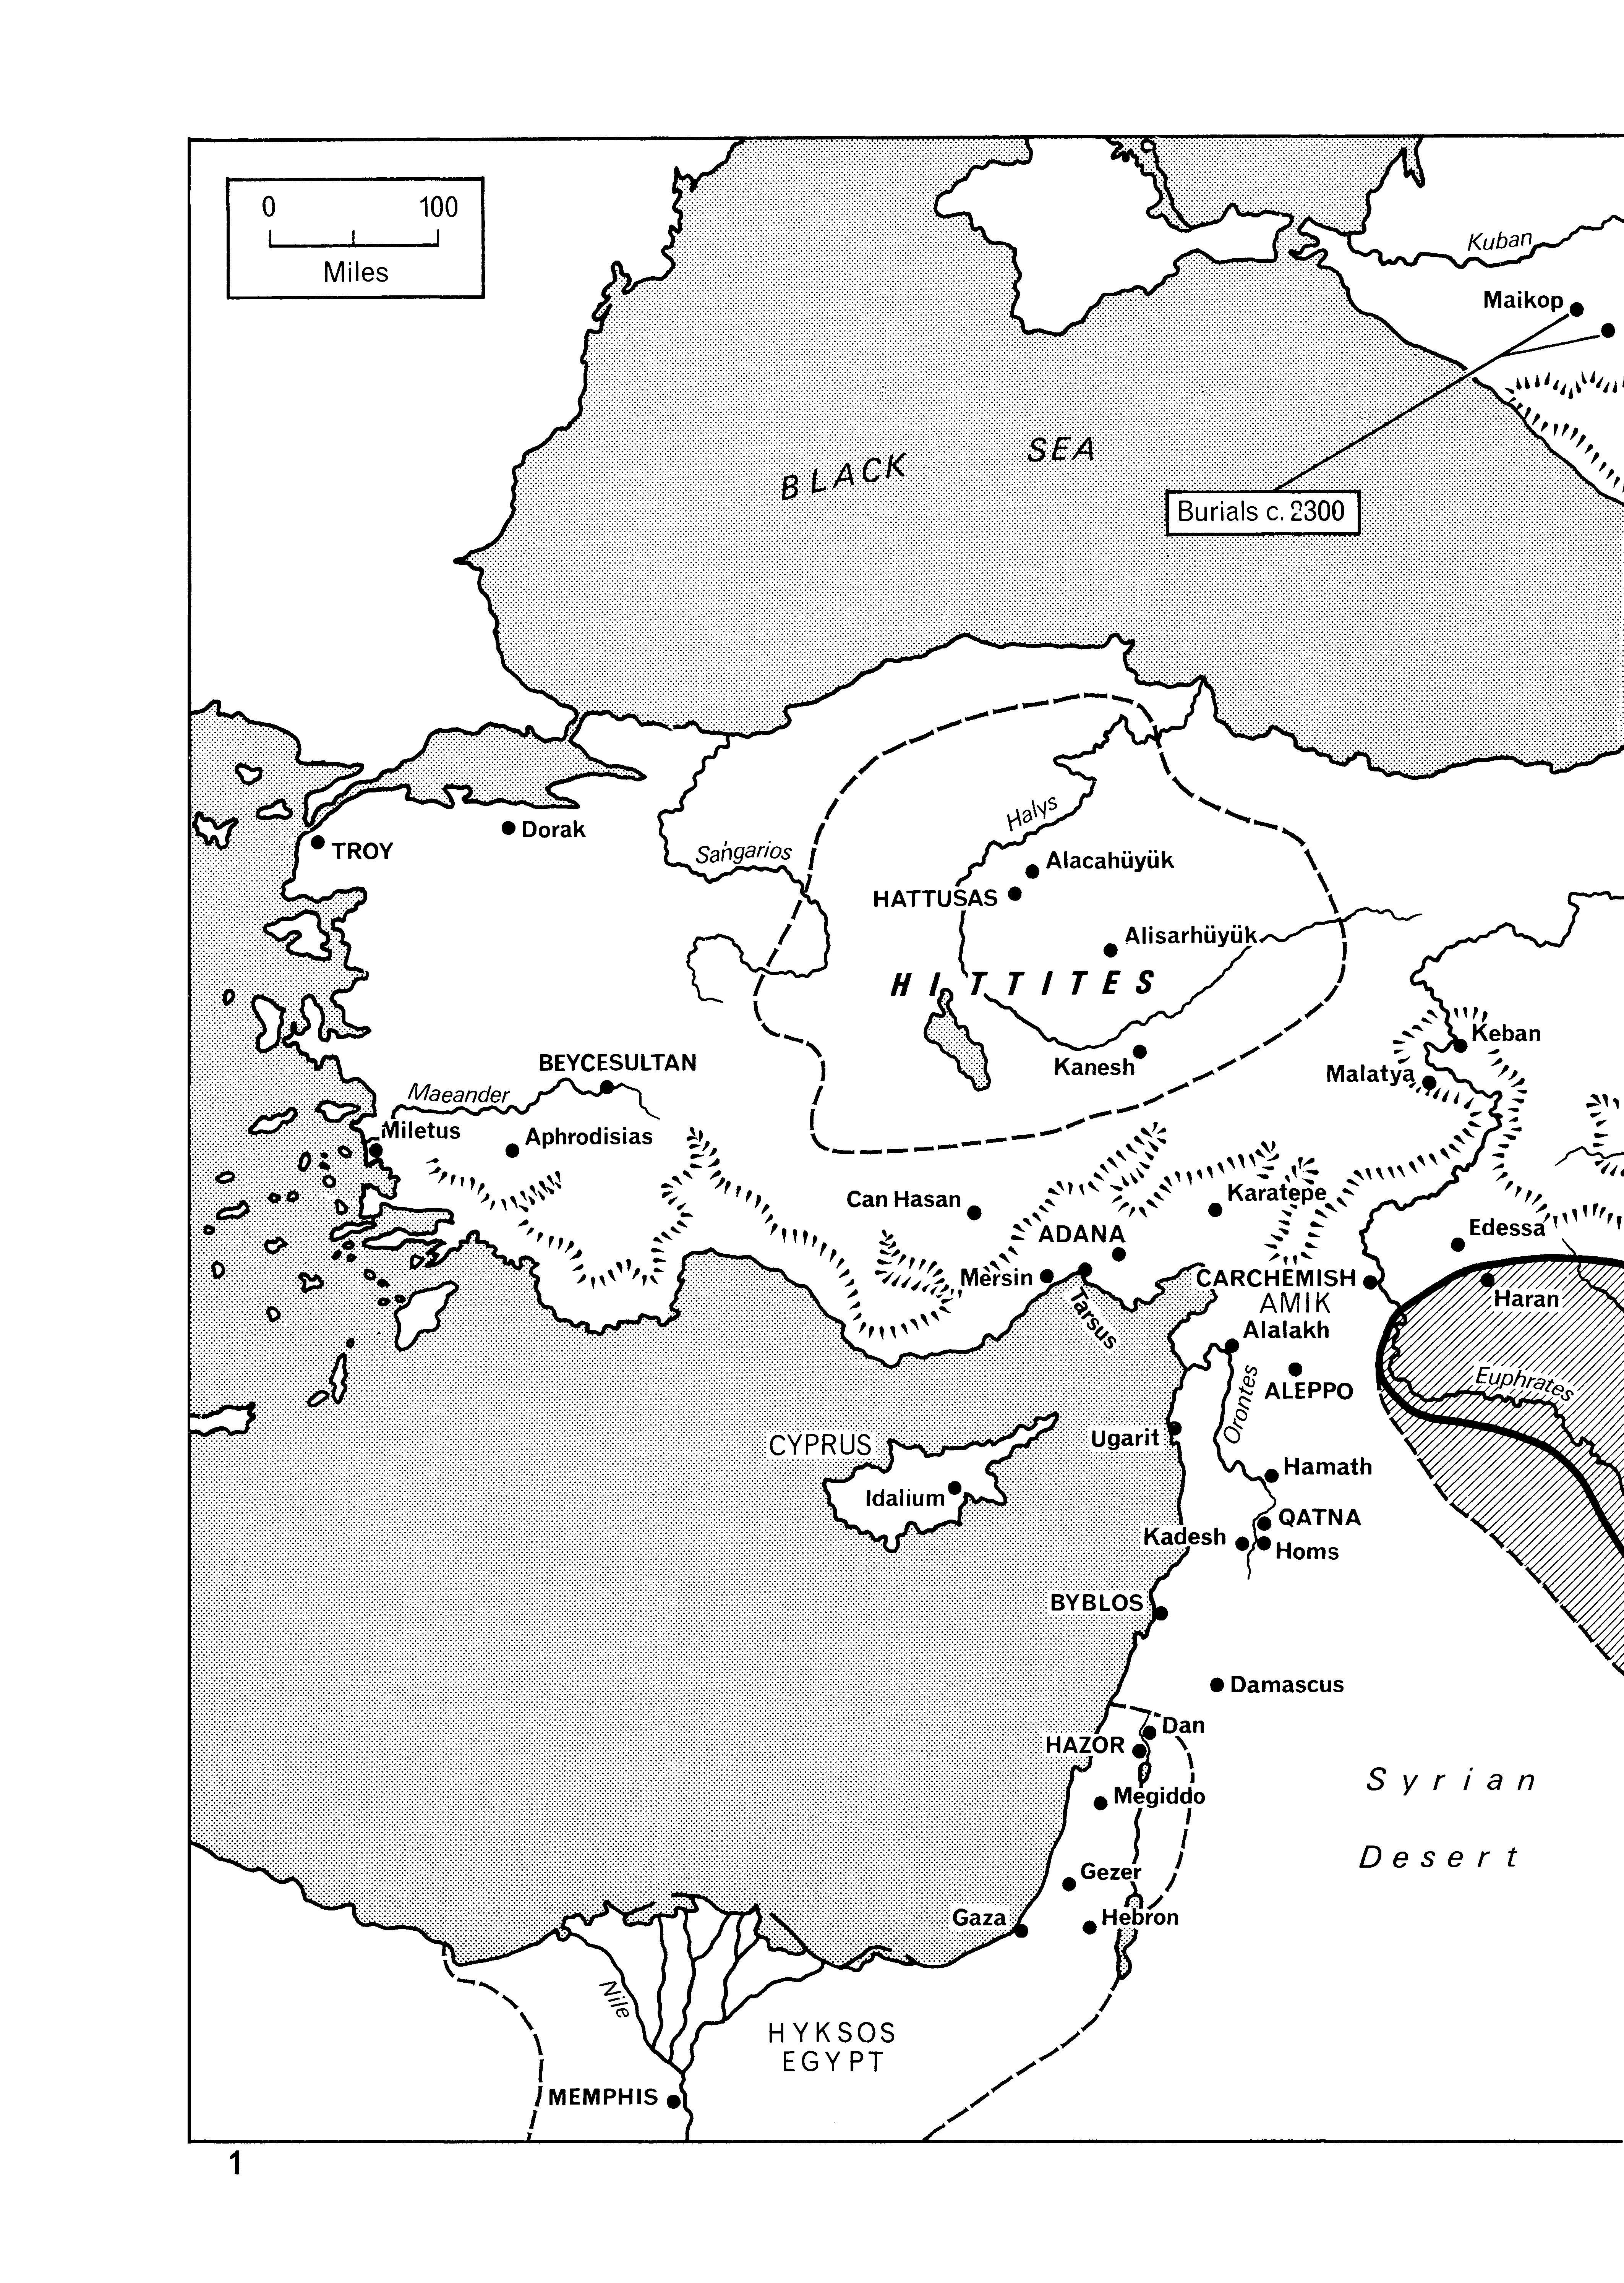 0 100
Miles
Kuban
Maikop
BLACK SEA
Burials c. 2300
Halys
Dorak
TROY
Sangarios
Alacahüyük
HATTUSAS
Alisarhüyük
HITTITES
Keban
Kanesh
Malatya
BEYCESULTAN
Maeander
Miletus
Aphrodisias
Can Hasan
Karatepe
ADANA
Edessa
Mersin
Tarsus
CARCHEMISH
AMIK
Haran
Alalakh
ALEPPO
Euphrates
Orontes
CYPRUS
Ugarit
Idalium
Hamath
QATNA
Kadesh
Homs
BYBLOS
Damascus
Dan
HAZOR
Megiddo
Syrian
Desert
Gezer
Gaza
Hebron
Nile
HYKSOS
EGYPT
MEMPHIS
1